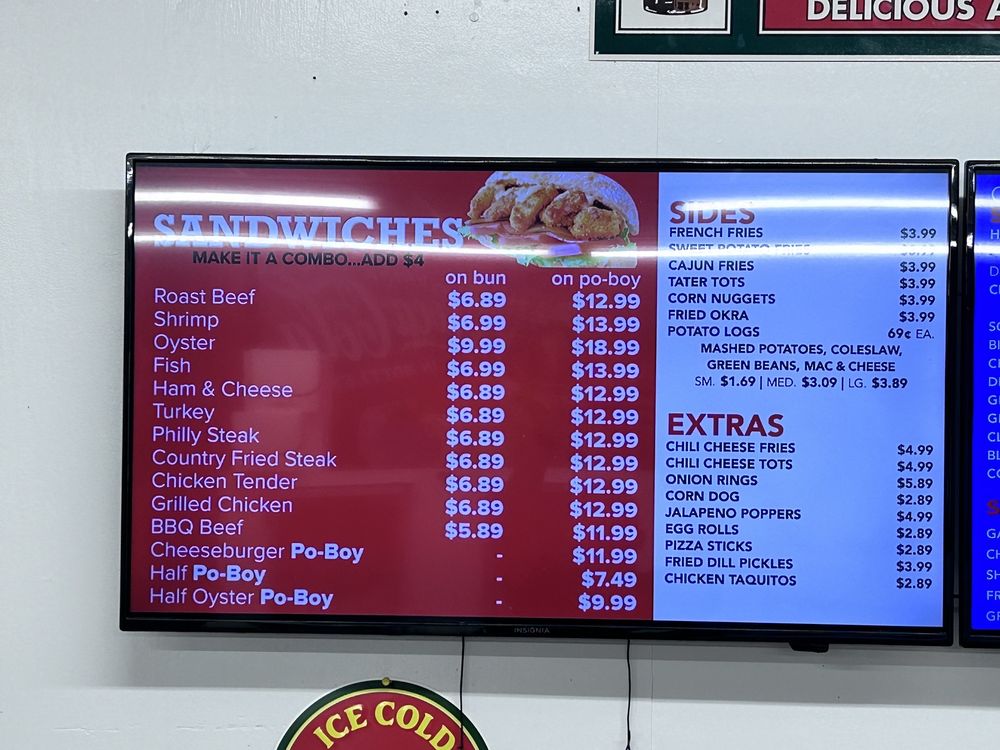 DELICIOUS
SANDWICHES
MAKE IT A COMBO...ADD $4
on bun on po-boy
Roast Beef $6.89 $12.99
Shrimp $6.99 $13.99
Oyster $9.99 $18.99
Fish $6.99 $13.99
Ham & Cheese $6.89 $12.99
Turkey $6.89 $12.99
Philly Steak $6.89 $12.99
Country Fried Steak $6.89 $12.99
Chicken Tender $6.89 $12.99
Grilled Chicken $6.89 $12.99
BBQ Beef $5.89 $11.99
Cheeseburger Po-Boy - $11.99
Half Po-Boy - $7.49
Half Oyster Po-Boy - $9.99
SIDES
FRENCH FRIES $3.99
SWEET POTATO FRIES
CAJUN FRIES $3.99
TATER TOTS $3.99
CORN NUGGETS $3.99
FRIED OKRA $3.99
POTATO LOGS 69¢ EA.
MASHED POTATOES, COLESLAW,
GREEN BEANS, MAC & CHEESE
SM. $1.69 | MED. $3.09 | LG. $3.89
EXTRAS
CHILI CHEESE FRIES $4.99
CHILI CHEESE TOTS $4.99
ONION RINGS $5.89
CORN DOG $2.89
JALAPENO POPPERS $4.99
EGG ROLLS $2.89
PIZZA STICKS $2.89
FRIED DILL PICKLES $3.99
CHICKEN TAQUITOS $2.89
INSIGNIA
ICE COLD